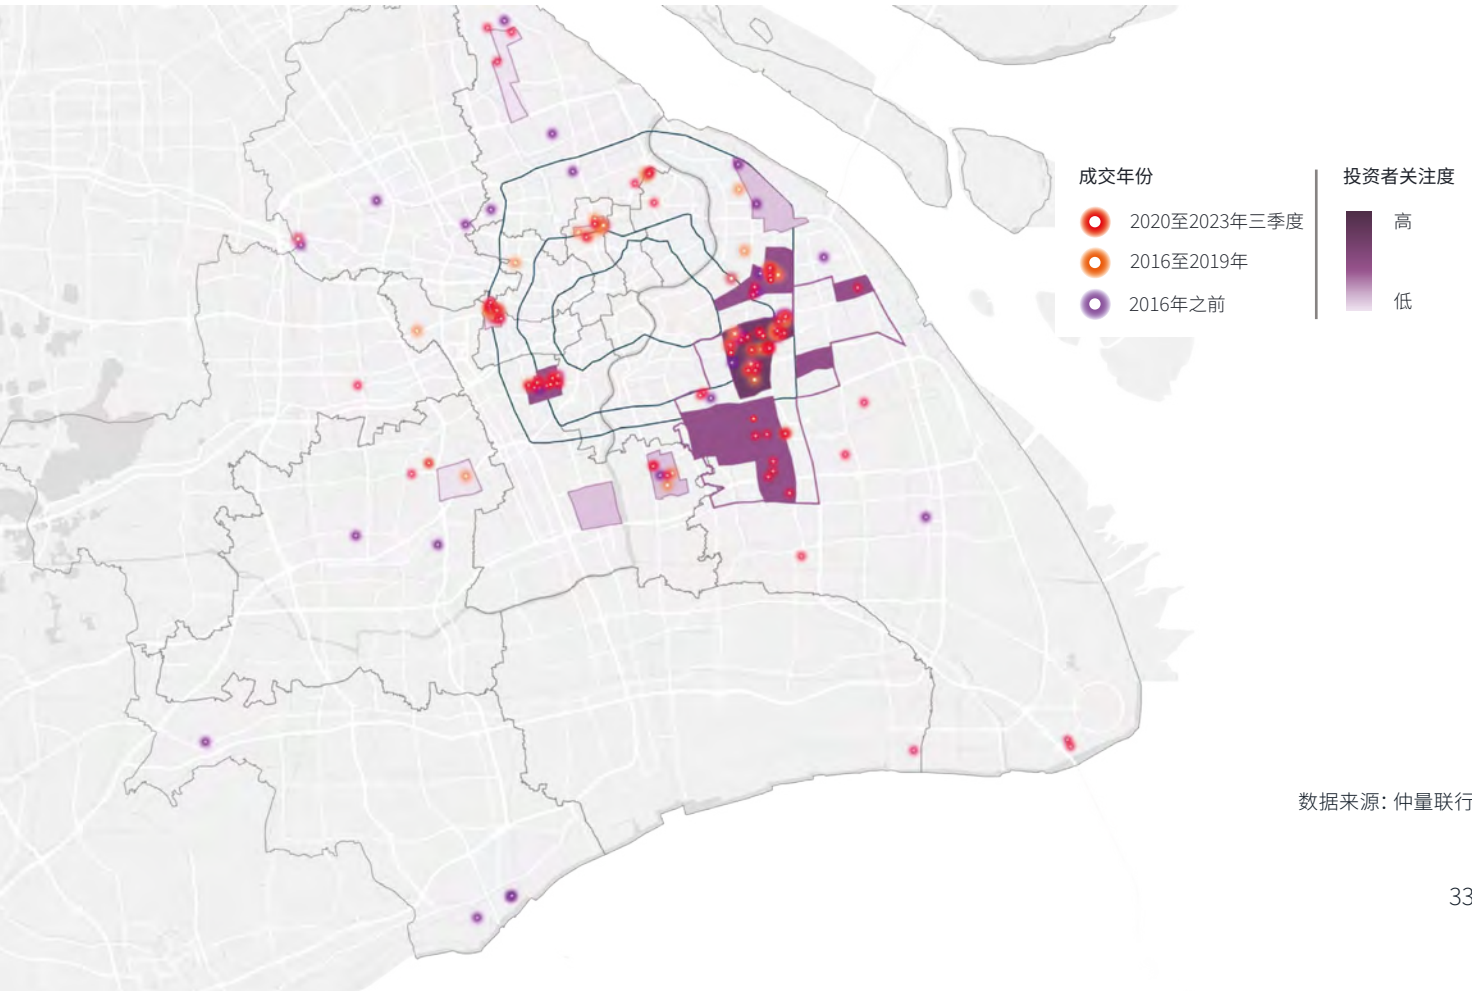 成交年份
2020至2023年三季度
2016至2019年
2016年之前
投资者关注度
高
低
数据来源：仲量联行
33